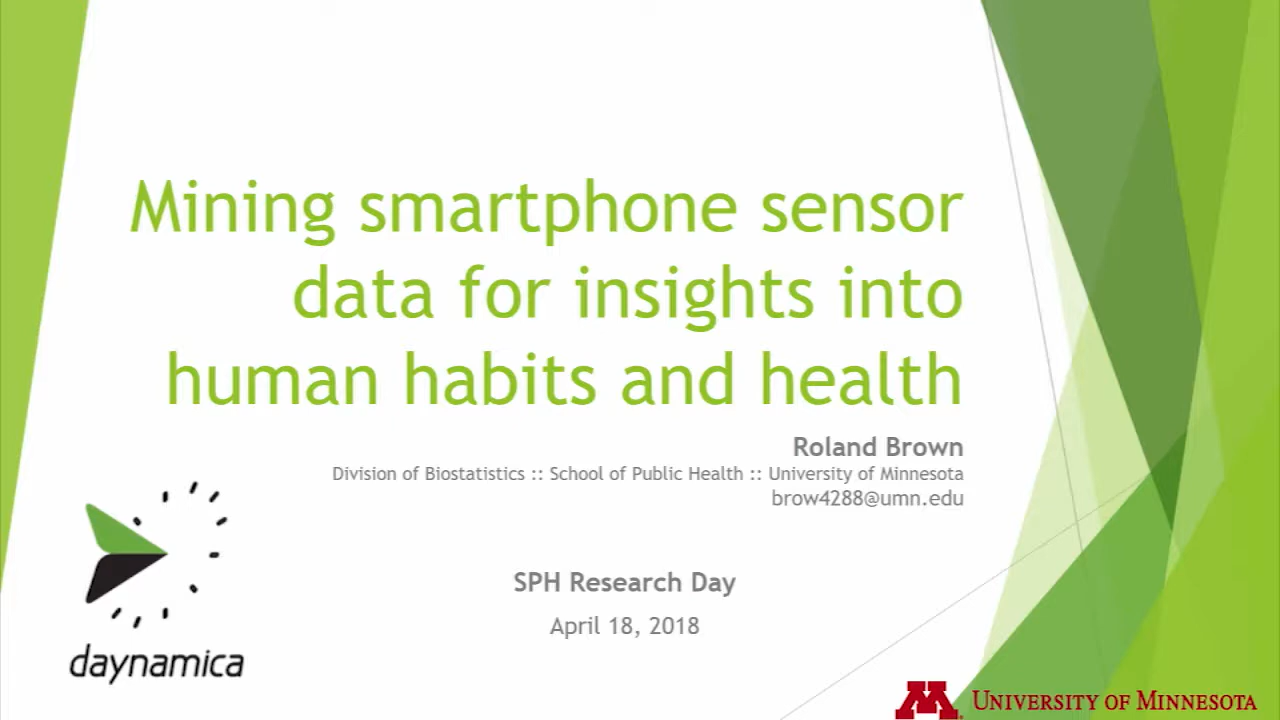 Mining smartphone sensor
data for insights into
human habits and health
Roland Brown
Division of Biostatistics :: School of Public Health :: University of Minnesota
brow4288@umn.edu
SPH Research Day
April 18, 2018
daynamica
M UNIVERSITY OF MINNESOTA